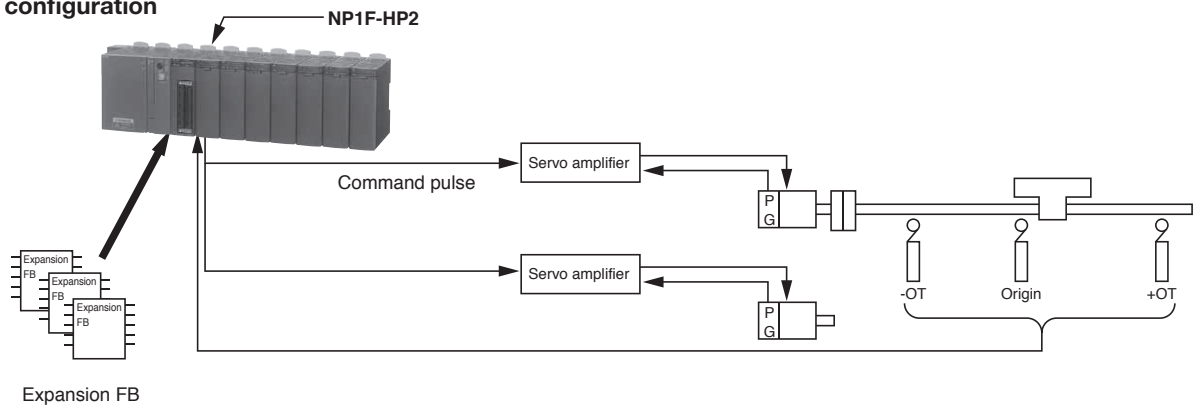 configuration
NP1F-HP2
Servo amplifier
Command pulse
P
G
Servo amplifier
P
G
-OT
Origin
+OT
Expansion
FB
Expansion
FB
Expansion
FB
Expansion FB